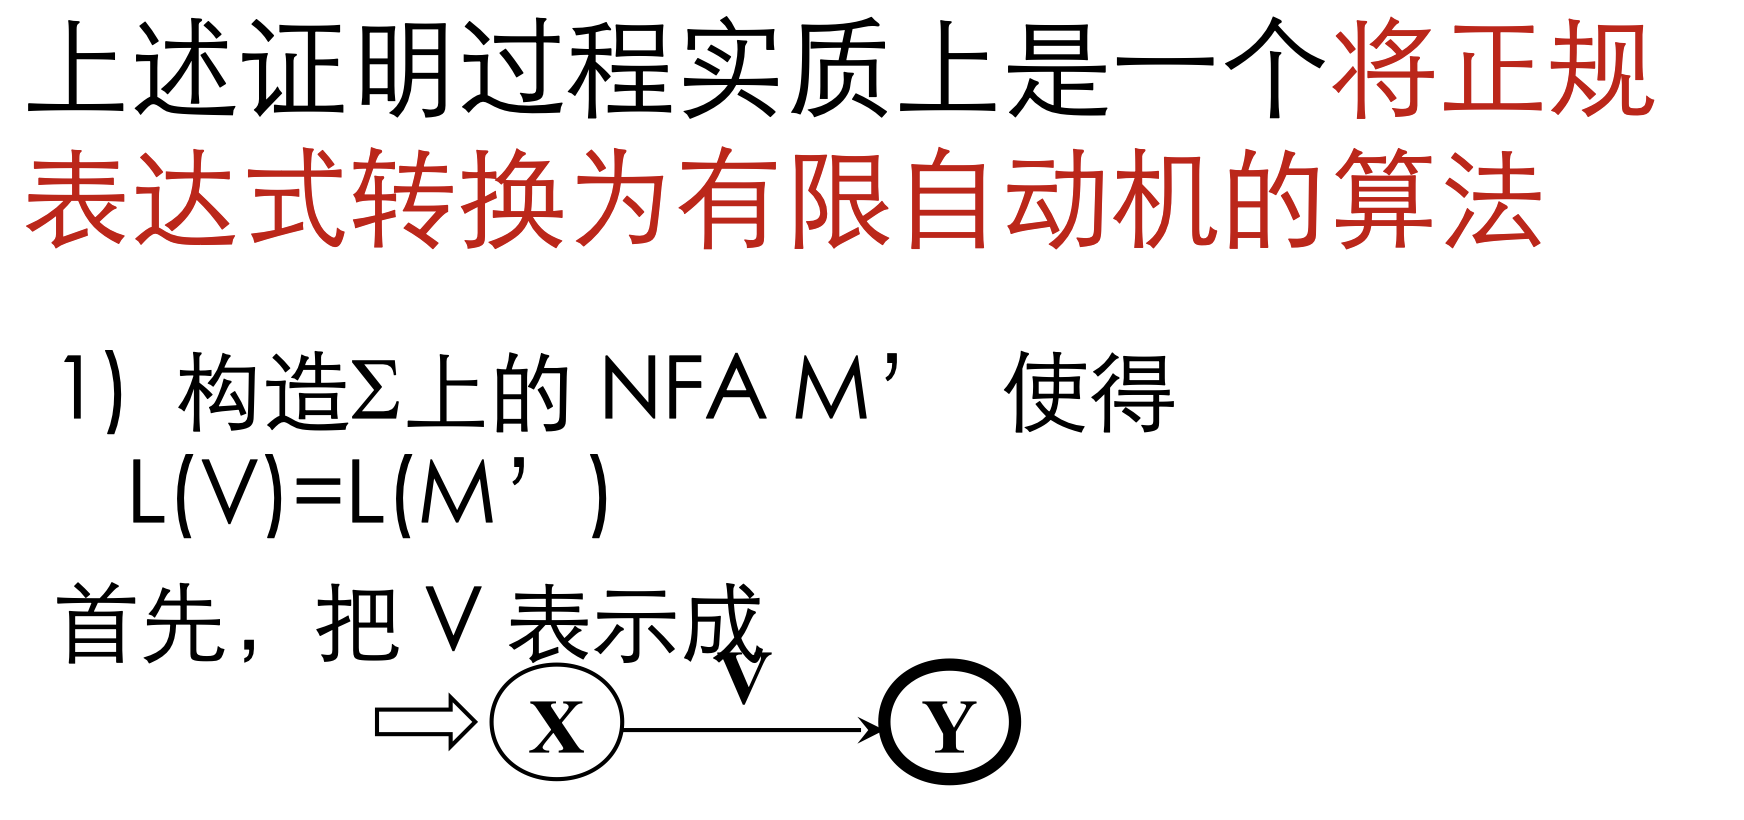 上述证明过程实质上是一个将正规
表达式转换为有限自动机的算法
1) 构造Σ上的 NFA M’ 使得
L(V)=L(M’ )
首先，把 V 表示成
V
X
Y